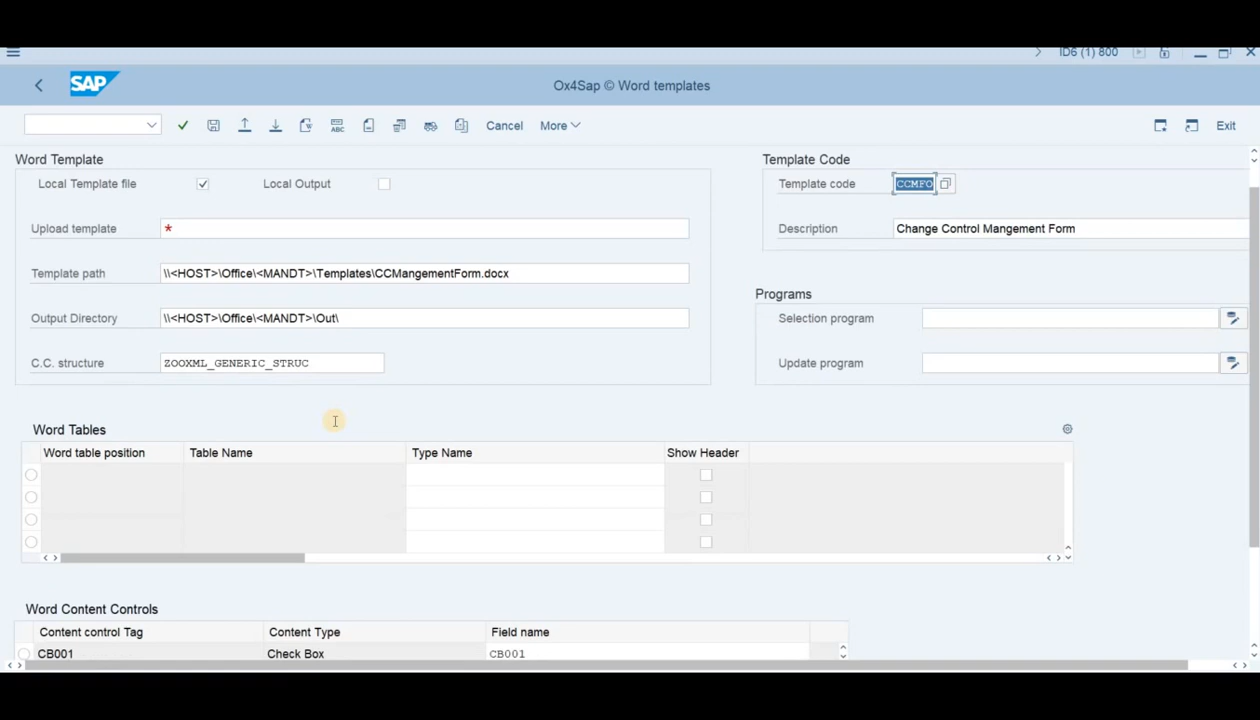 ID6 (1) 800
SAP
Ox4Sap © Word templates
ABC
Cancel
More
Exit
Word Template
Template Code
Local Template file
Local Output
Template code
CCMFO
Upload template
*
Description
Change Control Mangement Form
Template path
\\<HOST>\Office\<MANDT>\Templates\CCMangementForm.docx
Programs
Output Directory
\\<HOST>\Office\<MANDT>\Out\
Selection program
C.C. structure
ZOOXML_GENERIC_STRUC
Update program
Word Tables
Word table position
Table Name
Type Name
Show Header
Word Content Controls
Content control Tag
Content Type
Field name
CB001
Check Box
CB001